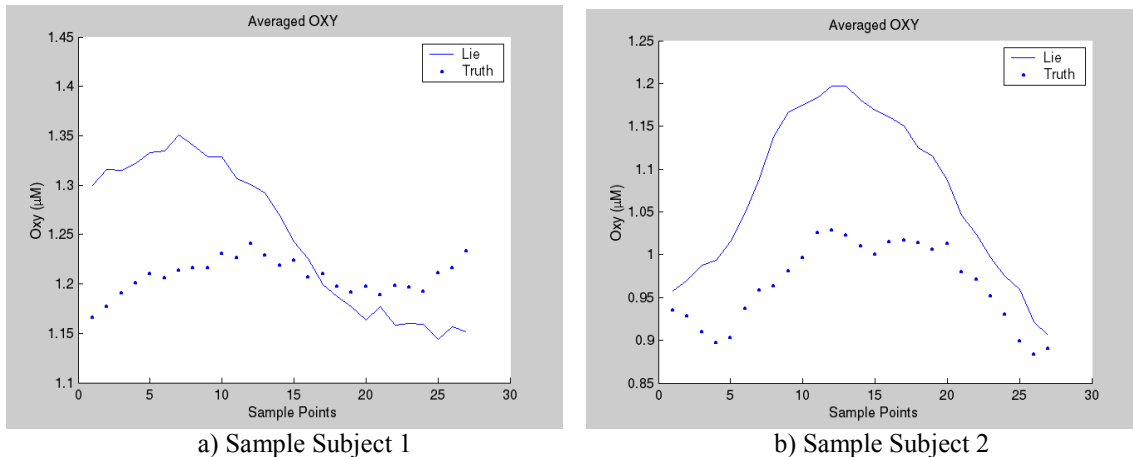 Averaged OXY
1.45
1.4
1.35
1.3
1.25
1.2
1.15
1.1
Oxy (μM)
Lie
Truth
0 5 10 15 20 25 30
Sample Points
a) Sample Subject 1
Averaged OXY
1.25
1.2
1.15
1.1
1.05
1
0.95
0.9
0.85
Oxy (μM)
Lie
Truth
0 5 10 15 20 25 30
Sample Points
b) Sample Subject 2